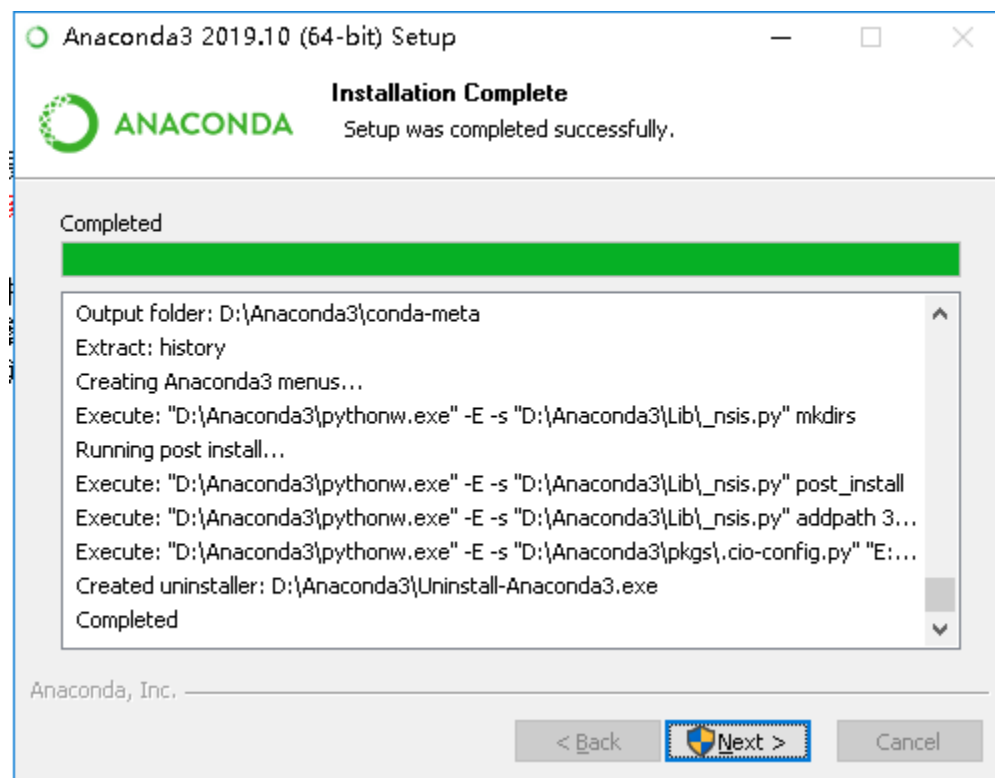 Anaconda3 2019.10 (64-bit) Setup
ANACONDA
Installation Complete
Setup was completed successfully.
Completed
Output folder: D:\Anaconda3\conda-meta
Extract: history
Creating Anaconda3 menus...
Execute: "D:\Anaconda3\pythonw.exe" -E -s "D:\Anaconda3\Lib\_nsis.py" mkdirs
Running post install...
Execute: "D:\Anaconda3\pythonw.exe" -E -s "D:\Anaconda3\Lib\_nsis.py" post_install
Execute: "D:\Anaconda3\pythonw.exe" -E -s "D:\Anaconda3\Lib\_nsis.py" addpath 3...
Execute: "D:\Anaconda3\pythonw.exe" -E -s "D:\Anaconda3\pkgs\.cio-config.py" "E:...
Created uninstaller: D:\Anaconda3\Uninstall-Anaconda3.exe
Completed
Anaconda, Inc.
< Back
Next >
Cancel